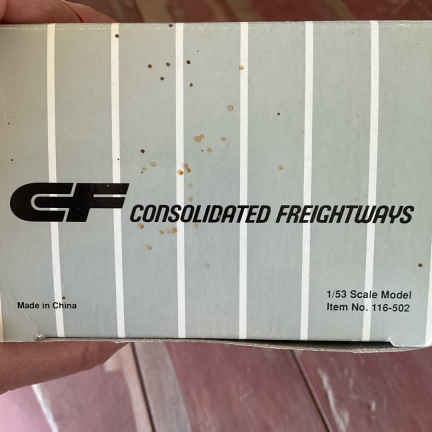 CF CONSOLIDATED FREIGHTWAYS
1/53 Scale Model
Made in China
Item No. 116-502